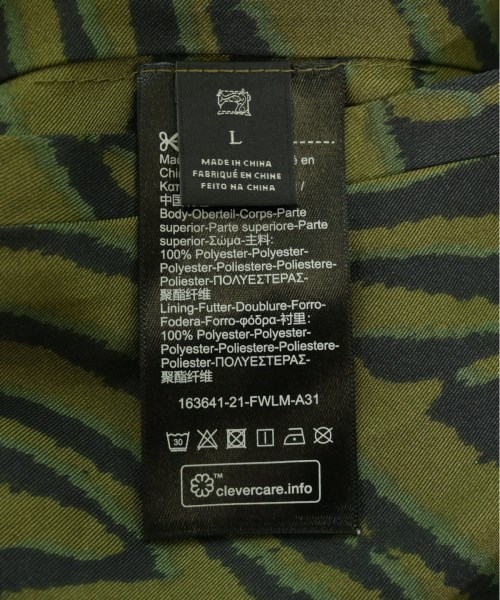 L
MADE IN CHINA
FABRIQUÉ EN CHINE
FEITO NA CHINA
en
/
Body-Oberteil-Corps-Parte
superior-Parte superiore-Parte
superior-Σώμα-主料:
100% Polyester-Polyester-
Polyester-Poliestere-Poliestere-
Poliester-ΠΟΛΥΕΣΤΕΡΑΣ-
聚酯纤维
Lining-Futter-Doublure-Forro-
Fodera-Forro-φόδρα-衬里:
100% Polyester-Polyester-
Polyester-Poliestere-Poliestere-
Poliester-ΠΟΛΥΕΣΤΕΡΑΣ-
聚酯纤维
163641-21-FWLM-A31
30
™
clevercare.info